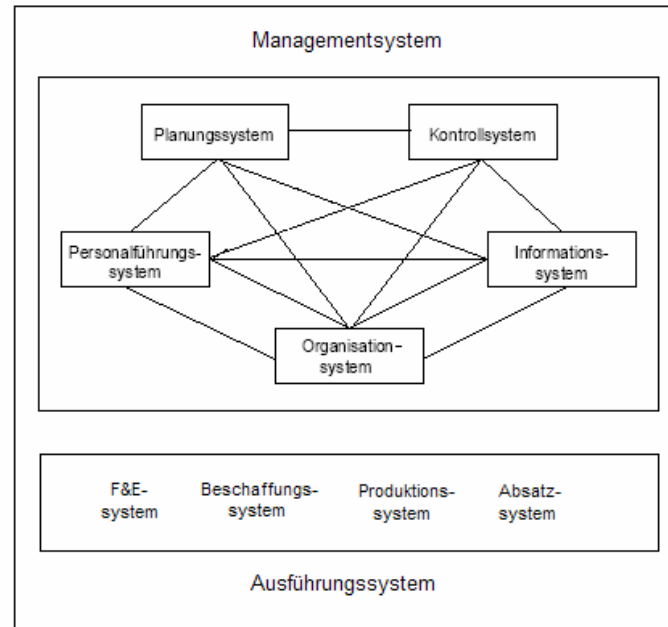 Managementsystem
Planungssystem
Kontrollsystem
Personalführungs-
system
Informations-
system
Organisation-
system
F&E-
system
Beschaffungs-
system
Produktions-
system
Absatz-
system
Ausführungssystem